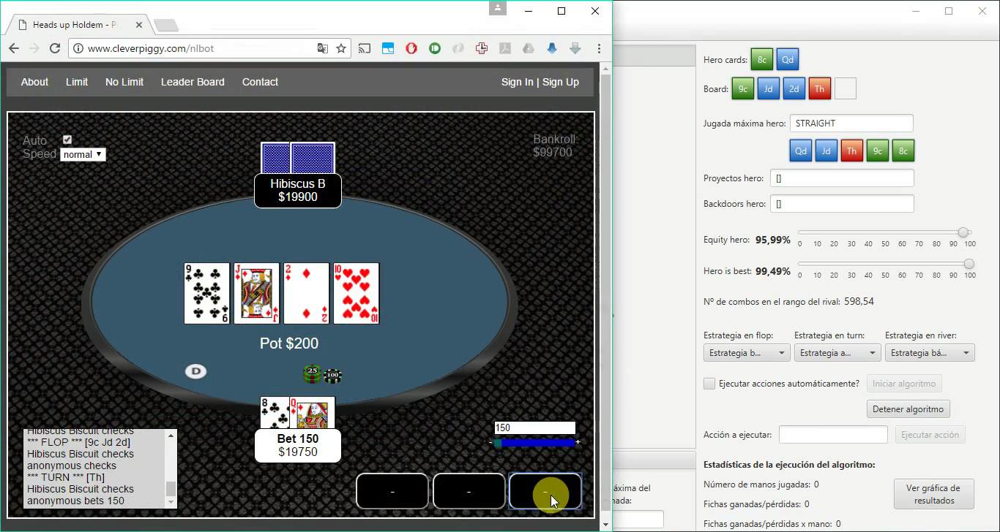 Heads up Holdem - P
www.cleverpiggy.com/nlbot
About Limit No Limit Leader Board Contact Sign In | Sign Up
Auto
Speed normal
Bankroll:
$99700
Hibiscus B
$19900
9 J 2 10
9 J 2 10
Pot $200
D
25 100
8 Q
Bet 150
$19750
150
- +
- - -
Hibiscus Biscuit checks
*** FLOP *** [9c Jd 2d]
Hibiscus Biscuit checks
anonymous checks
*** TURN *** [Th]
Hibiscus Biscuit checks
anonymous bets 150
Hero cards: 8c Qd
Board: 9c Jd 2d Th
Jugada máxima hero: STRAIGHT
Qd Jd Th 9c 8c
Proyectos hero: []
Backdoors hero: []
Equity hero: 95,99%
0 10 20 30 40 50 60 70 80 90 100
Hero is best: 99,49%
0 10 20 30 40 50 60 70 80 90 100
Nº de combos en el rango del rival: 598,54
Estrategia en flop: Estrategia en turn: Estrategia en river:
Estrategia b... Estrategia a... Estrategia bá...
Ejecutar acciones automáticamente? Iniciar algoritmo
Detener algoritmo
Acción a ejecutar: Ejecutar acción
Estadísticas de la ejecución del algoritmo:
Número de manos jugadas: 0
Fichas ganadas/pérdidas: 0
Fichas ganadas/pérdidas x mano: 0
Ver gráfica de
resultados
áxima del
nada: